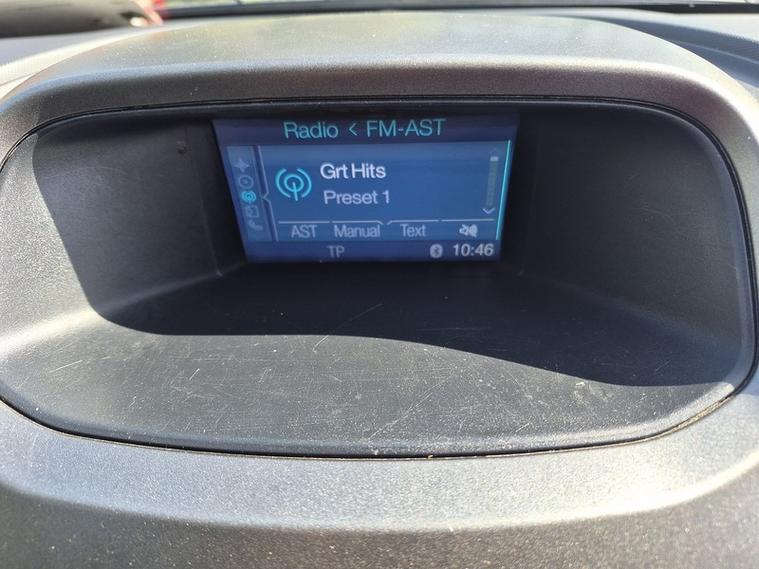 Radio < FM-AST
Grt Hits
Preset 1
AST Manual Text
TP 10:46